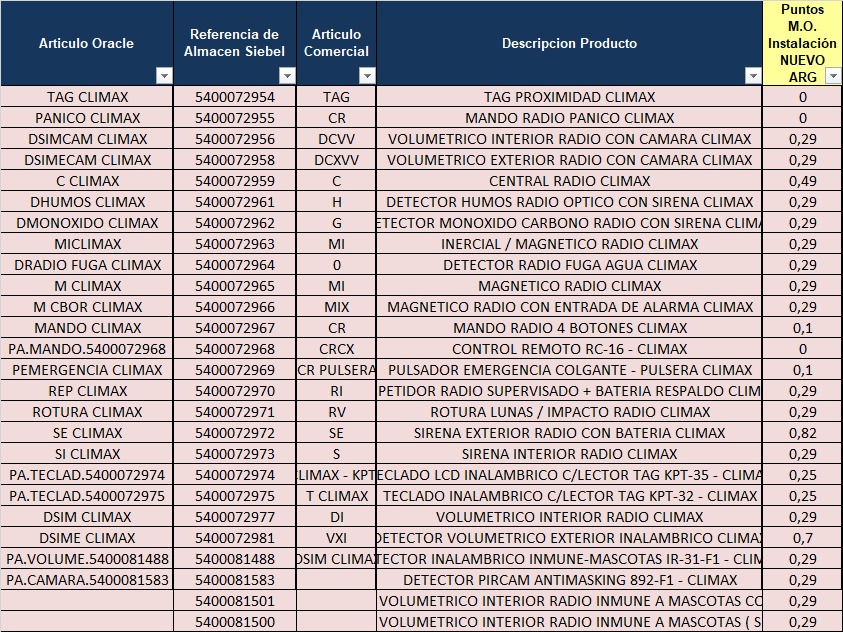 Articulo Oracle
Referencia de
Almacen Siebel
Articulo
Comercial
Descripcion Producto
Puntos
M.O.
Instalación
NUEVO
ARG
TAG CLIMAX 5400072954 TAG TAG PROXIMIDAD CLIMAX 0
PANICO CLIMAX 5400072955 CR MANDO RADIO PANICO CLIMAX 0
DSIMCAM CLIMAX 5400072956 DCVV VOLUMETRICO INTERIOR RADIO CON CAMARA CLIMAX 0,29
DSIMECAM CLIMAX 5400072958 DCXVV VOLUMETRICO EXTERIOR RADIO CON CAMARA CLIMAX 0,29
C CLIMAX 5400072959 C CENTRAL RADIO CLIMAX 0,49
DHUMOS CLIMAX 5400072961 H DETECTOR HUMOS RADIO OPTICO CON SIRENA CLIMAX 0,29
DMONOXIDO CLIMAX 5400072962 G ETECTOR MONOXIDO CARBONO RADIO CON SIRENA CLIMA 0,29
MICLIMAX 5400072963 MI INERCIAL / MAGNETICO RADIO CLIMAX 0,29
DRADIO FUGA CLIMAX 5400072964 0 DETECTOR RADIO FUGA AGUA CLIMAX 0,29
M CLIMAX 5400072965 MI MAGNETICO RADIO CLIMAX 0,29
M CBOR CLIMAX 5400072966 MIX MAGNETICO RADIO CON ENTRADA DE ALARMA CLIMAX 0,29
MANDO CLIMAX 5400072967 CR MANDO RADIO 4 BOTONES CLIMAX 0,1
PA.MANDO.5400072968 5400072968 CRCX CONTROL REMOTO RC-16 - CLIMAX 0
PEMERGENCIA CLIMAX 5400072969 CR PULSERA PULSADOR EMERGENCIA COLGANTE - PULSERA CLIMAX 0,1
REP CLIMAX 5400072970 RI PETIDOR RADIO SUPERVISADO + BATERIA RESPALDO CLIM 0,29
ROTURA CLIMAX 5400072971 RV ROTURA LUNAS / IMPACTO RADIO CLIMAX 0,29
SE CLIMAX 5400072972 SE SIRENA EXTERIOR RADIO CON BATERIA CLIMAX 0,82
SI CLIMAX 5400072973 S SIRENA INTERIOR RADIO CLIMAX 0,29
PA.TECLAD.5400072974 5400072974 CLIMAX - KPT TECLADO LCD INALAMBRICO C/LECTOR TAG KPT-35 - CLIMA 0,25
PA.TECLAD.5400072975 5400072975 T CLIMAX TECLADO INALAMBRICO C/LECTOR TAG KPT-32 - CLIMAX 0,25
DSIM CLIMAX 5400072977 DI VOLUMETRICO INTERIOR RADIO CLIMAX 0,29
DSIME CLIMAX 5400072981 VXI DETECTOR VOLUMETRICO EXTERIOR INALAMBRICO CLIMAX 0,7
PA.VOLUME.5400081488 5400081488 DSIM CLIMAX TECTOR INALAMBRICO INMUNE-MASCOTAS IR-31-F1 - CLIM 0,29
PA.CAMARA.5400081583 5400081583 DETECTOR PIRCAM ANTIMASKING 892-F1 - CLIMAX 0,29
5400081501 VOLUMETRICO INTERIOR RADIO INMUNE A MASCOTAS CO 0,29
5400081500 VOLUMETRICO INTERIOR RADIO INMUNE A MASCOTAS ( S 0,29